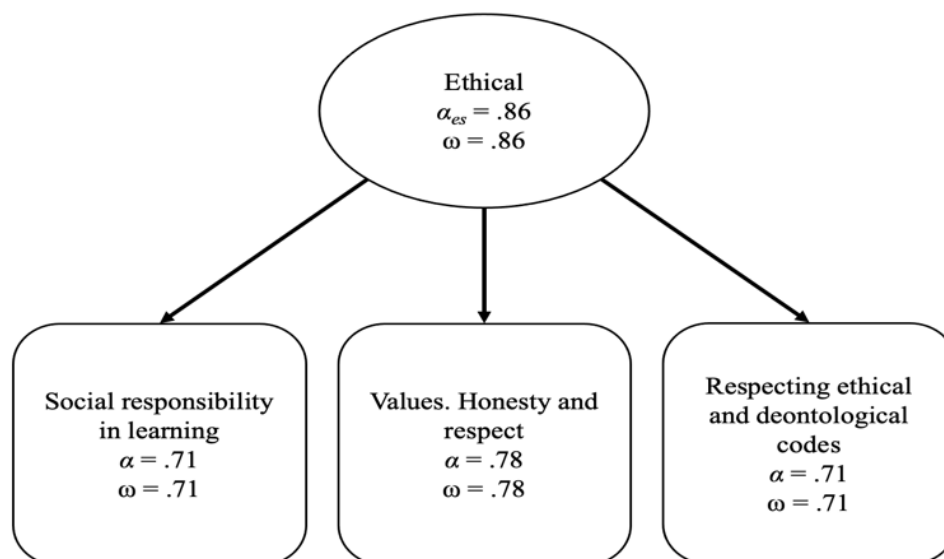 Ethical
α_es = .86
ω = .86
Social responsibility
in learning
α = .71
ω = .71
Values. Honesty and
respect
α = .78
ω = .78
Respecting ethical
and deontological
codes
α = .71
ω = .71